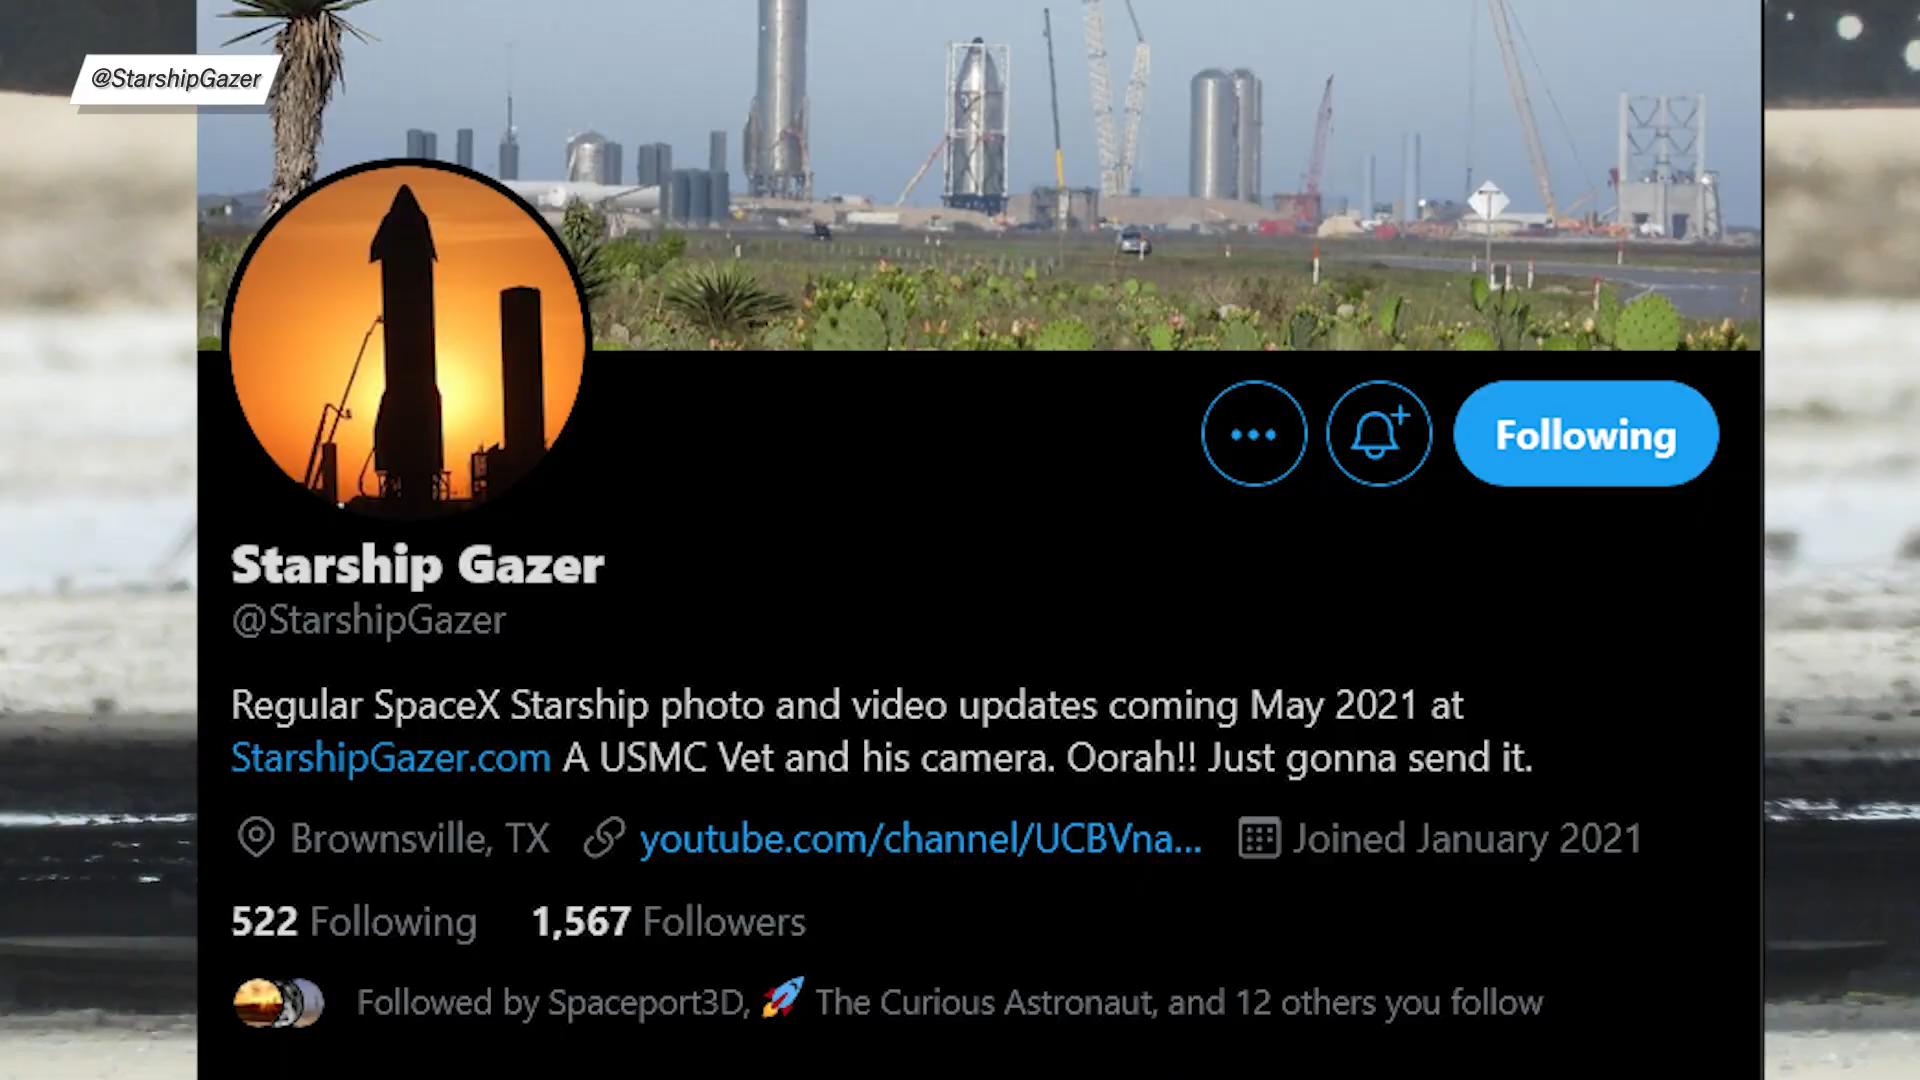 @StarshipGazer
Following
Starship Gazer
@StarshipGazer
Regular SpaceX Starship photo and video updates coming May 2021 at
StarshipGazer.com A USMC Vet and his camera. Oorah!! Just gonna send it.
Brownsville, TX youtube.com/channel/UCBVna... Joined January 2021
522 Following 1,567 Followers
Followed by Spaceport3D, 🚀 The Curious Astronaut, and 12 others you follow